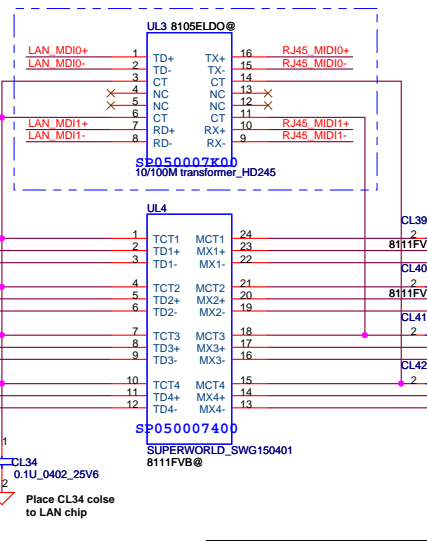 UL3 8105ELDO@
LAN_MDI0+ 1 TD+ TX+ 16 RJ45_MIDI0+
LAN_MDI0- 2 TD- TX- 15 RJ45_MIDI0-
3 CT CT 14
4 NC NC 13
5 NC NC 12
6 CT CT 11
LAN_MDI1+ 7 RD+ RX+ 10 RJ45_MIDI1+
LAN_MDI1- 8 RD- RX- 9 RJ45_MIDI1-
SP050007K00
10/100M transformer_HD245
UL4
CL39
1 TCT1 MCT1 24 2
2 TD1+ MX1+ 23 8111FV
3 TD1- MX1- 22
CL40
4 TCT2 MCT2 21 2
5 TD2+ MX2+ 20 8111FV
6 TD2- MX2- 19
CL41
7 TCT3 MCT3 18 2
8 TD3+ MX3+ 17
9 TD3- MX3- 16
CL42
10 TCT4 MCT4 15 2
11 TD4+ MX4+ 14
12 TD4- MX4- 13
SP050007400
1
SUPERWORLD_SWG150401
CL34
8111FVB@
0.1U_0402_25V6
2
Place CL34 colse
to LAN chip